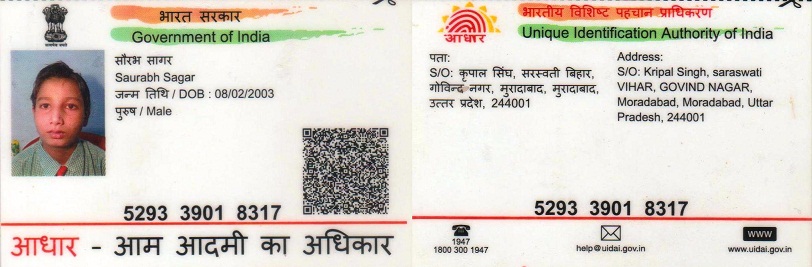 भारत सरकार
Government of India
सौरभ सागर
Saurabh Sagar
जन्म तिथि / DOB : 08/02/2003
पुरुष / Male
5293 3901 8317
आधार - आम आदमी का अधिकार
आधार
भारतीय विशिष्ट पहचान प्राधिकरण
Unique Identification Authority of India
पता:
S/O: कृपाल सिंघ, सरस्वती बिहार,
गोविन्द नगर, मुरादाबाद, मुरादाबाद,
उत्तर प्रदेश, 244001
Address:
S/O: Kripal Singh, saraswati
VIHAR, GOVIND NAGAR,
Moradabad, Moradabad, Uttar
Pradesh, 244001
5293 3901 8317
1947
1800 300 1947
help@uidai.gov.in
WWW
www.uidai.gov.in